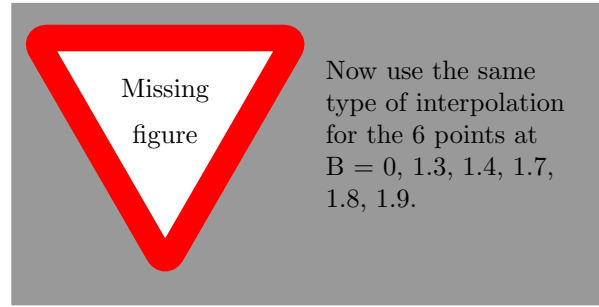 Missing
figure
Now use the same
type of interpolation
for the 6 points at
B = 0, 1.3, 1.4, 1.7,
1.8, 1.9.